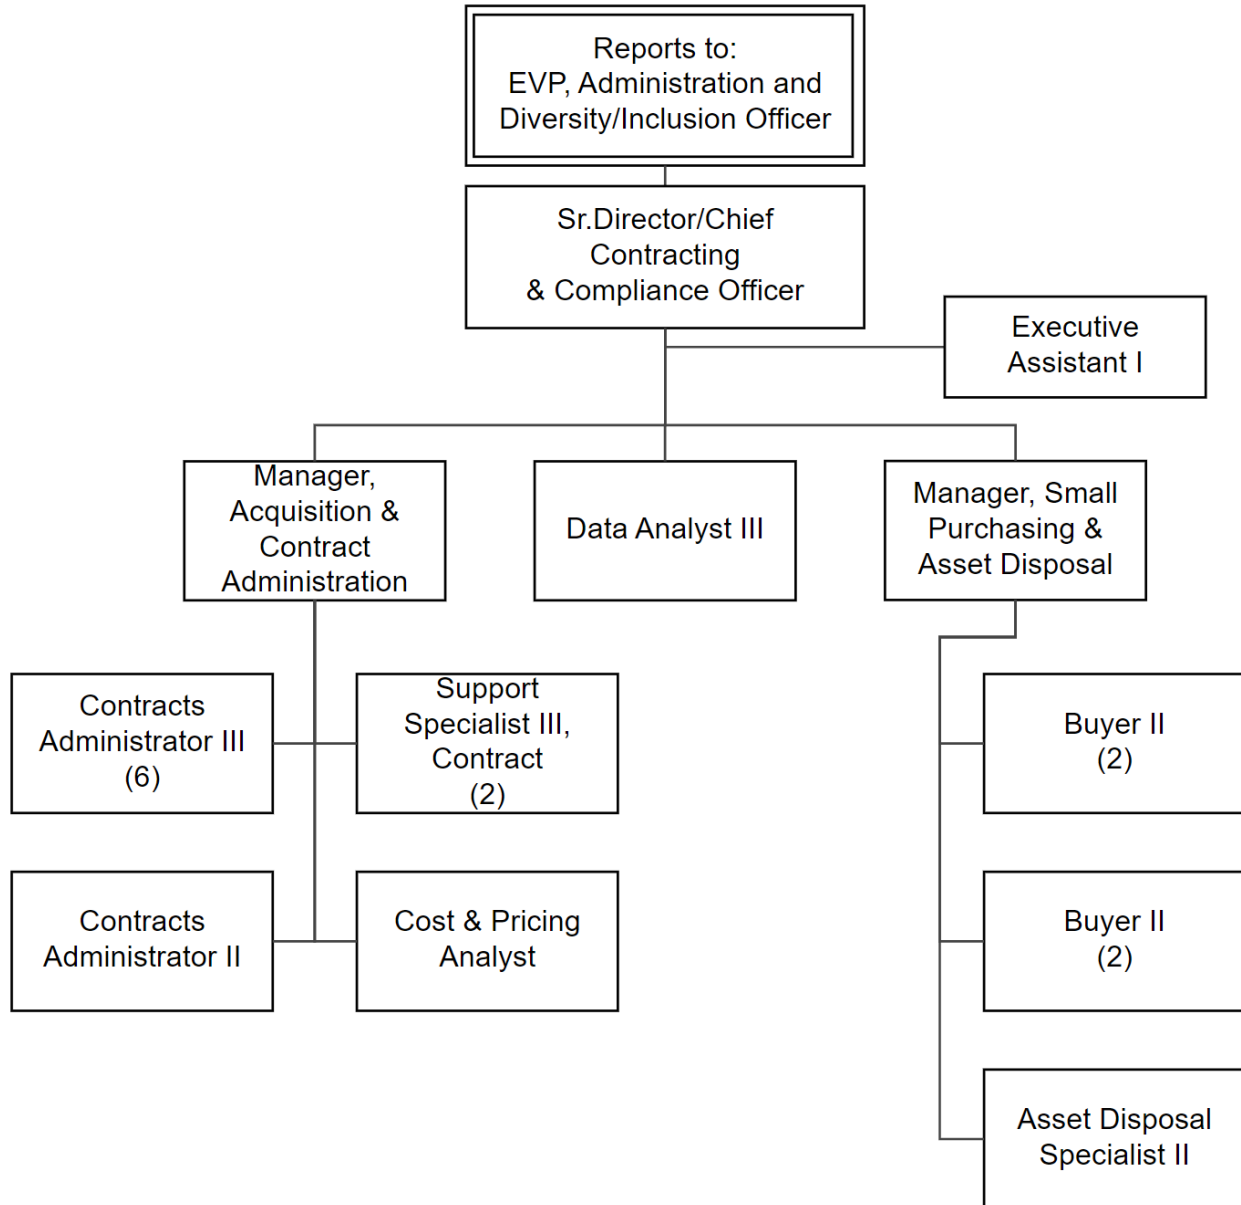 Reports to:
EVP, Administration and
Diversity/Inclusion Officer
Sr.Director/Chief
Contracting
& Compliance Officer
Executive
Assistant I
Manager,
Acquisition &
Contract
Administration
Data Analyst III
Manager, Small
Purchasing &
Asset Disposal
Contracts
Administrator III
(6)
Support
Specialist III,
Contract
(2)
Buyer II
(2)
Contracts
Administrator II
Cost & Pricing
Analyst
Buyer II
(2)
Asset Disposal
Specialist II